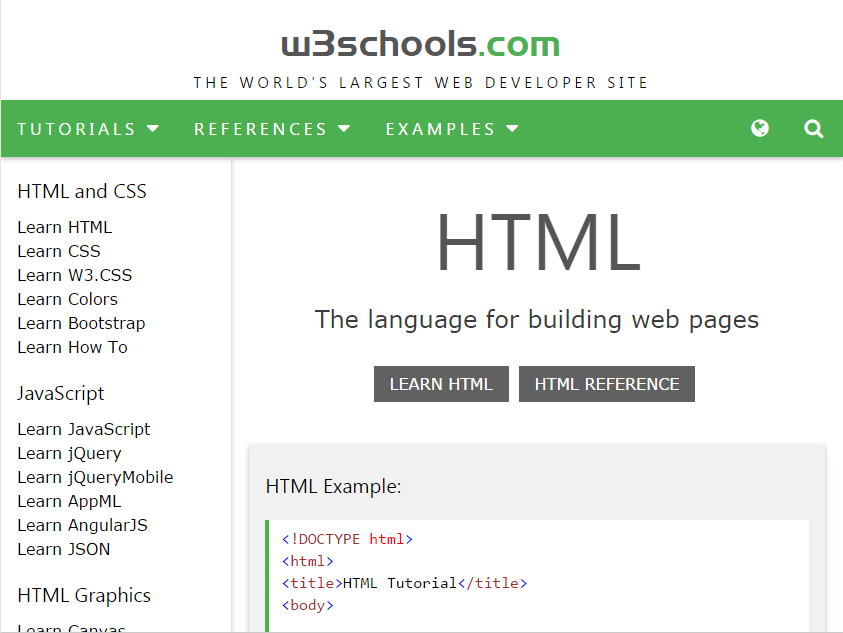 w3schools.com
THE WORLD'S LARGEST WEB DEVELOPER SITE
TUTORIALS REFERENCES EXAMPLES
HTML and CSS
Learn HTML
Learn CSS
Learn W3.CSS
Learn Colors
Learn Bootstrap
Learn How To
JavaScript
Learn JavaScript
Learn jQuery
Learn jQueryMobile
Learn AppML
Learn AngularJS
Learn JSON
HTML Graphics
Learn Canvas
HTML
The language for building web pages
LEARN HTML HTML REFERENCE
HTML Example:
<!DOCTYPE html>
<html>
<title>HTML Tutorial</title>
<body>